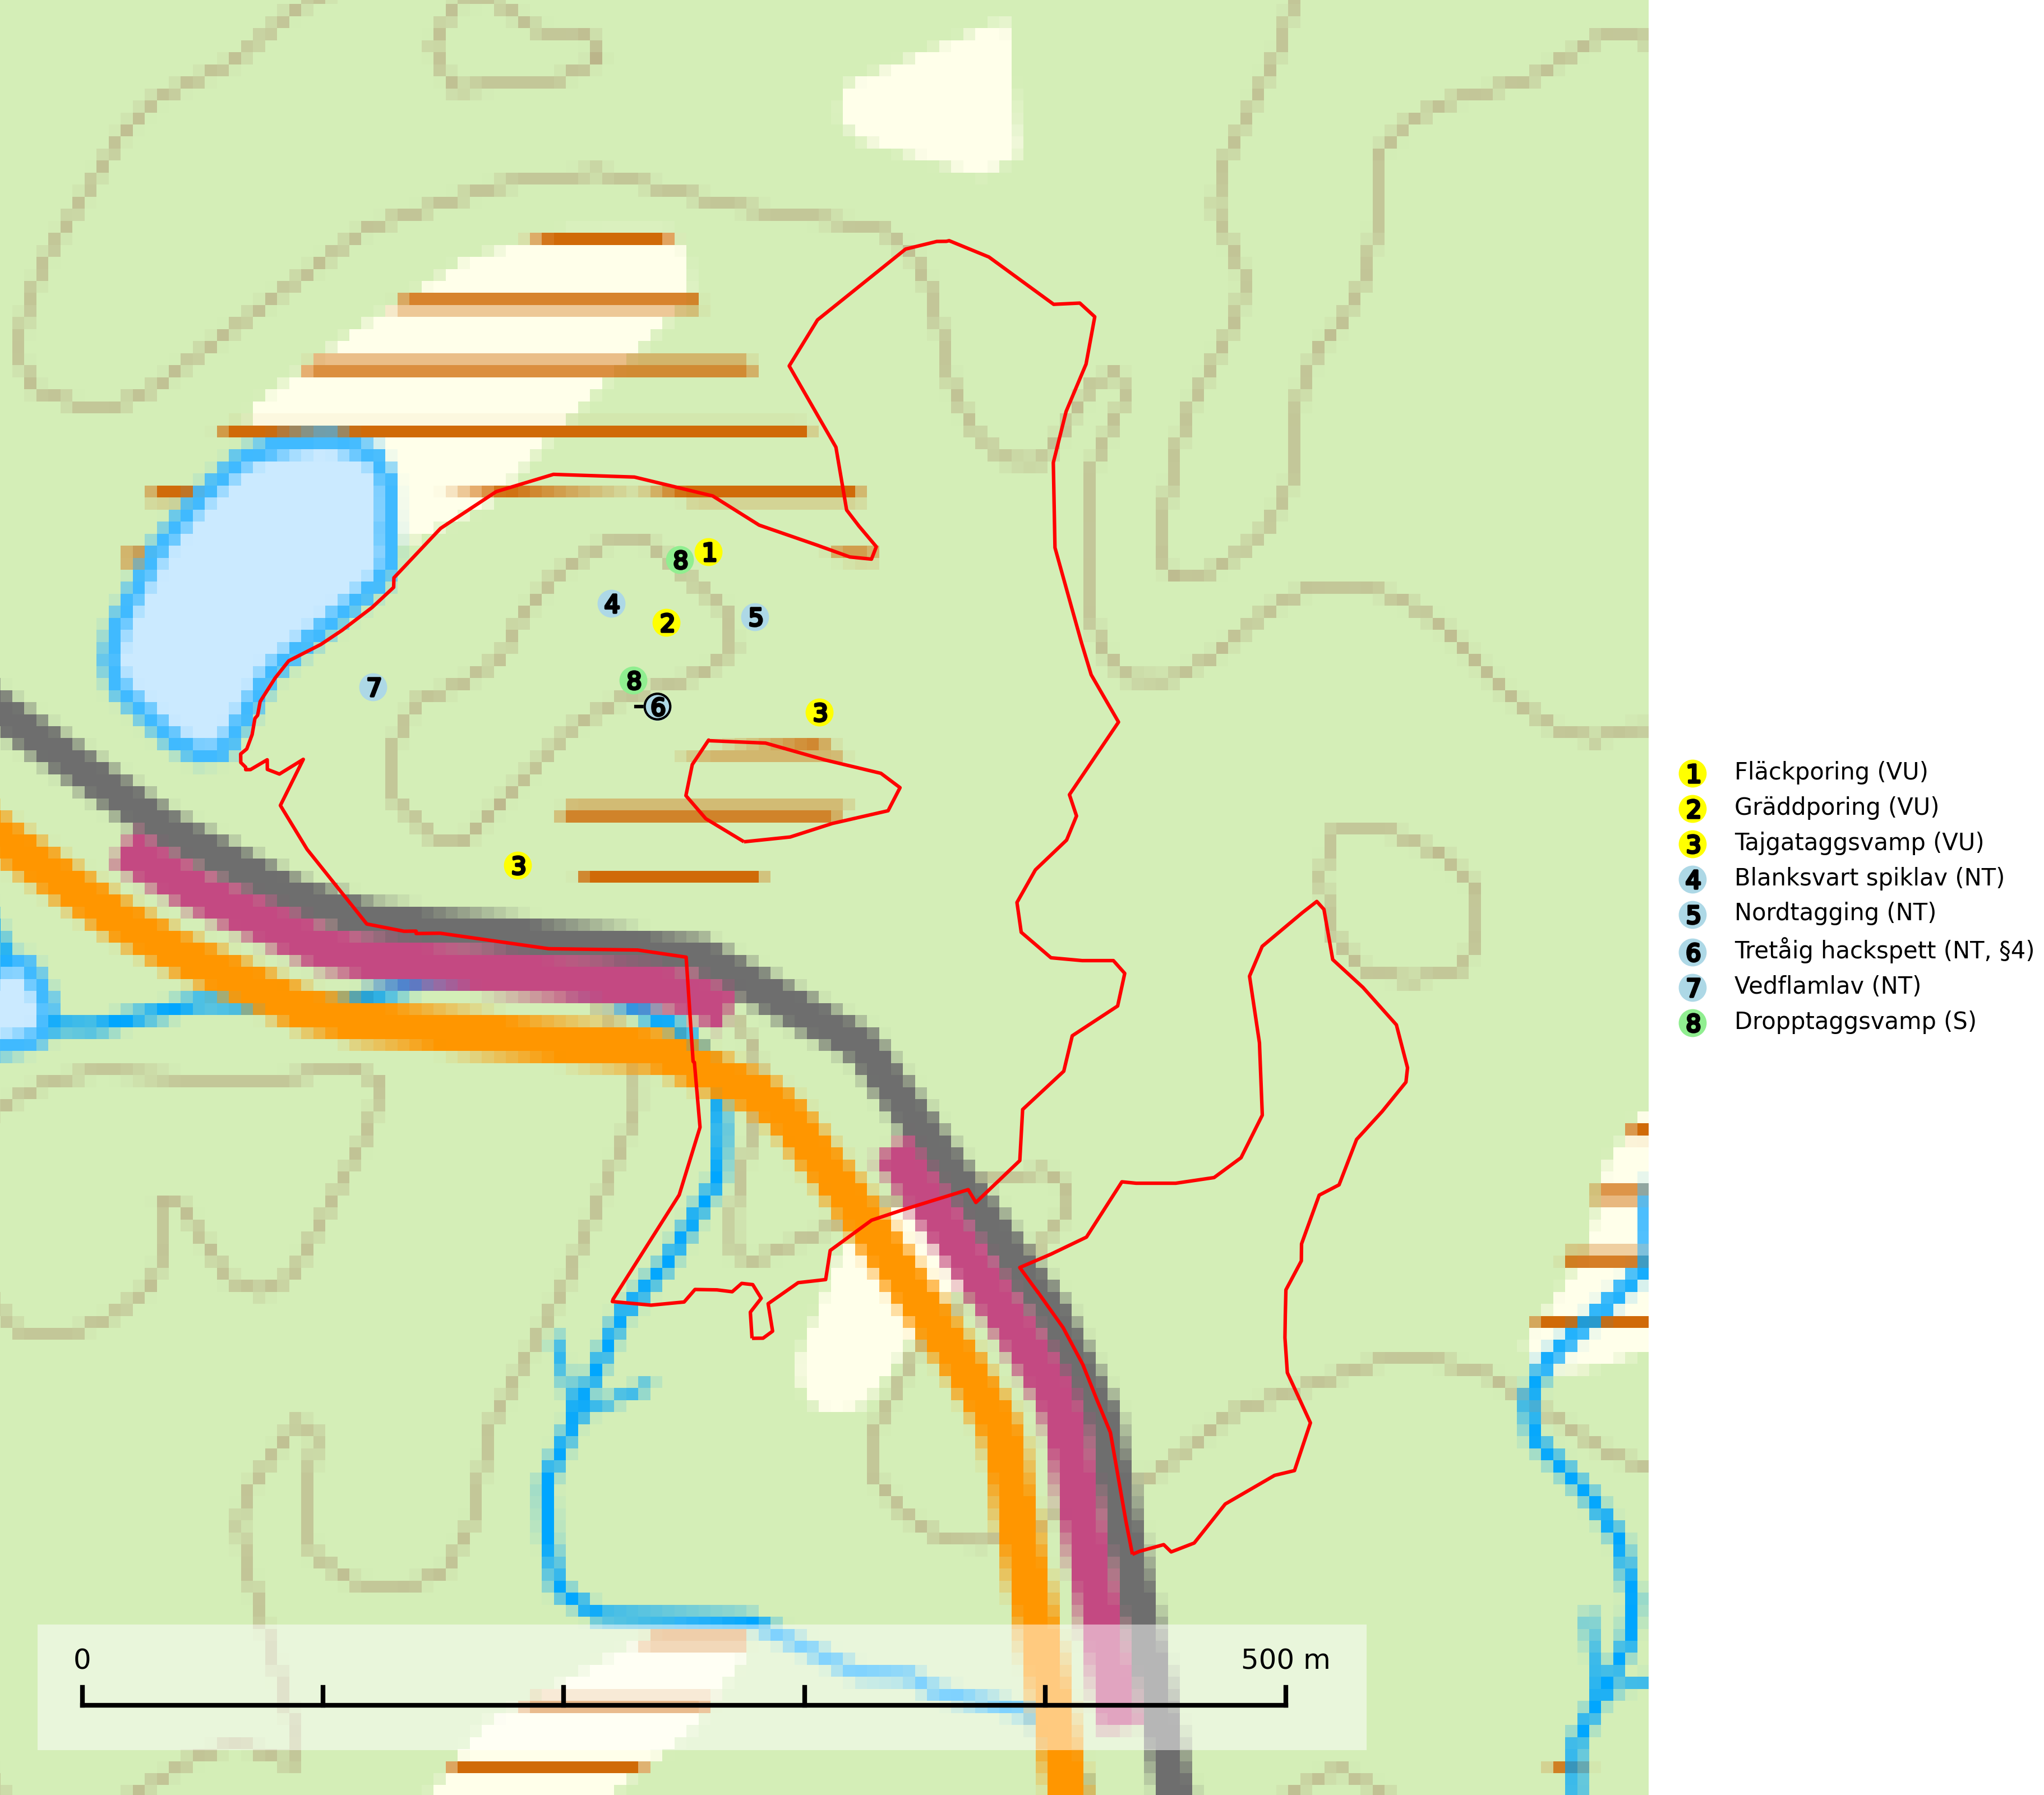 8 1
4
2 5
7 8
6 3
3
1 Fläckporing (VU)
2 Gräddporing (VU)
3 Tajgataggsvamp (VU)
4 Blanksvart spiklav (NT)
5 Nordtagging (NT)
6 Tretåig hackspett (NT, §4)
7 Vedflamlav (NT)
8 Dropptaggsvamp (S)
0 500 m